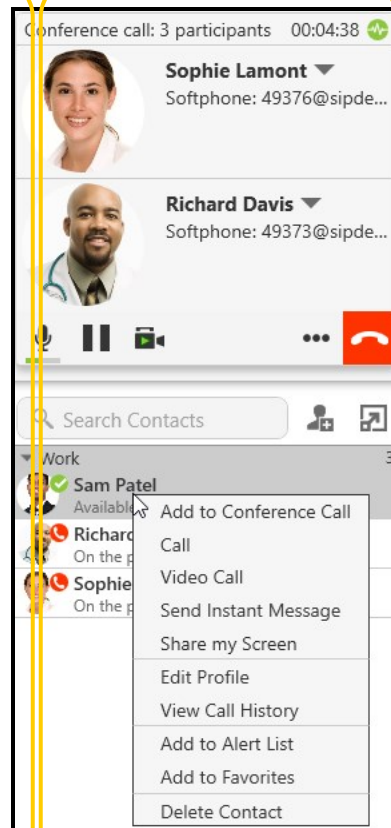 Conference call: 3 participants 00:04:38
Sophie Lamont
Softphone: 49376@sipde...
Richard Davis
Softphone: 49373@sipde...
Search Contacts
Work 3
Sam Patel
Available
Richard
On the p
Sophie
On the p
Add to Conference Call
Call
Video Call
Send Instant Message
Share my Screen
Edit Profile
View Call History
Add to Alert List
Add to Favorites
Delete Contact